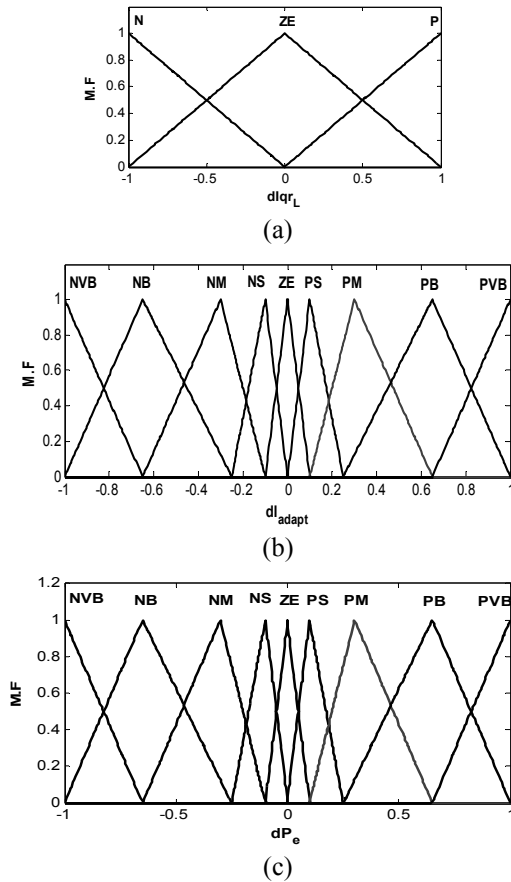 N ZE P
1
0.8
0.6
0.4
0.2
0
M.F
-1 -0.5 0 0.5 1
dIqr_L
(a)
NVB NB NM NS ZE PS PM PB PVB
1
0.8
0.6
0.4
0.2
0
M.F
-1 -0.8 -0.6 -0.4 -0.2 0 0.2 0.4 0.6 0.8 1
dI_adapt
(b)
1.2
NVB NB NM NS ZE PS PM PB PVB
1
0.8
0.6
0.4
0.2
0
M.F
-1 -0.5 0 0.5 1
dP_e
(c)